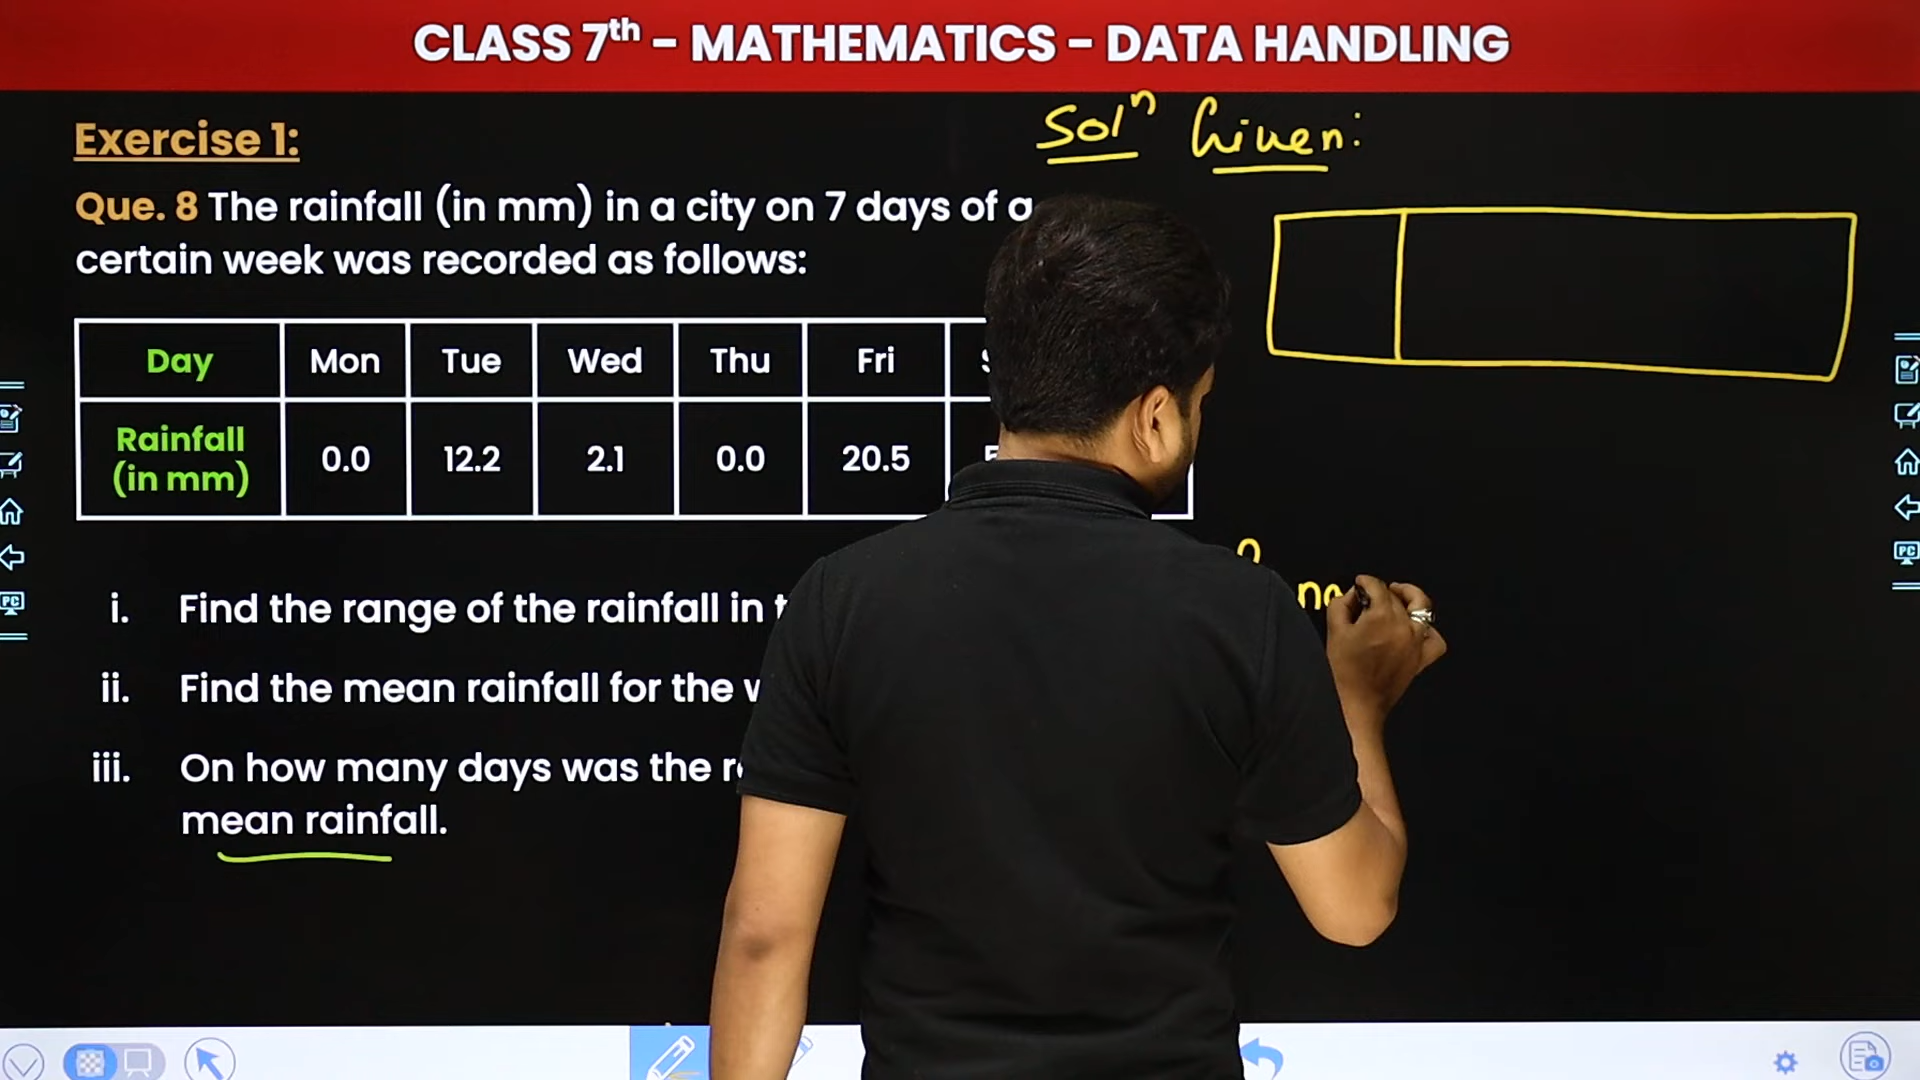 CLASS 7th - MATHEMATICS - DATA HANDLING
Exercise 1:
Soln Given:
Que. 8 The rainfall (in mm) in a city on 7 days of a
certain week was recorded as follows:
Day Mon Tue Wed Thu Fri
Rainfall (in mm) 0.0 12.2 2.1 0.0 20.5
i. Find the range of the rainfall in
ii. Find the mean rainfall for the
iii. On how many days was the
mean rainfall.
PC
PC